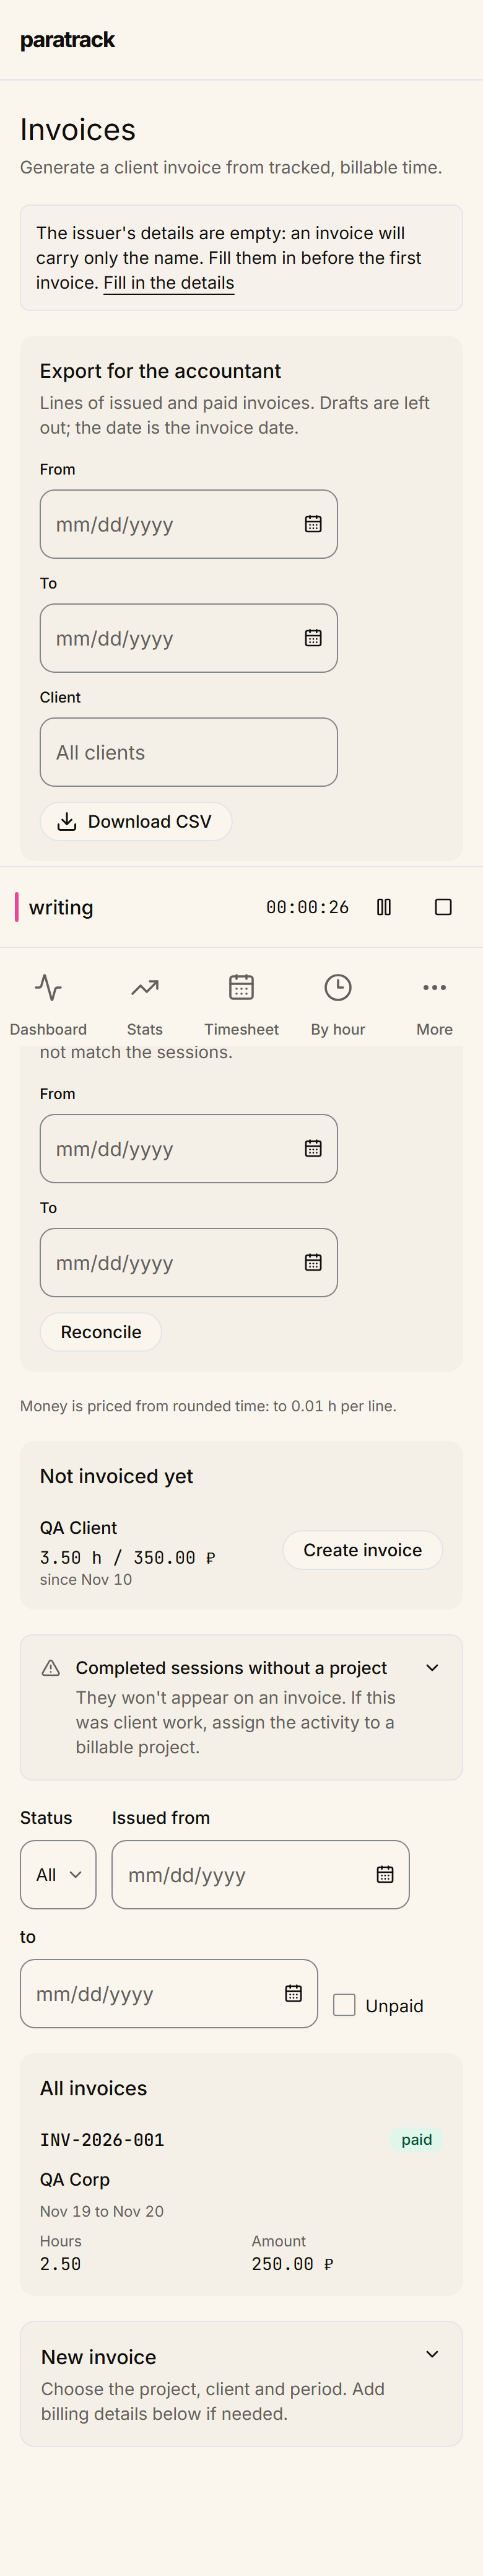 paratrack
Invoices
Generate a client invoice from tracked, billable time.
The issuer's details are empty: an invoice will
carry only the name. Fill them in before the first
invoice. Fill in the details
Export for the accountant
Lines of issued and paid invoices. Drafts are left
out; the date is the invoice date.
From
mm/dd/yyyy
To
mm/dd/yyyy
Client
All clients
Download CSV
writing 00:00:26
Dashboard Stats Timesheet By hour More
not match the sessions.
From
mm/dd/yyyy
To
mm/dd/yyyy
Reconcile
Money is priced from rounded time: to 0.01 h per line.
Not invoiced yet
QA Client
3.50 h / 350.00 ₽
since Nov 10
Create invoice
Completed sessions without a project
They won't appear on an invoice. If this
was client work, assign the activity to a
billable project.
Status Issued from
All mm/dd/yyyy
to
mm/dd/yyyy Unpaid
All invoices
INV-2026-001 paid
QA Corp
Nov 19 to Nov 20
Hours Amount
2.50 250.00 ₽
New invoice
Choose the project, client and period. Add
billing details below if needed.